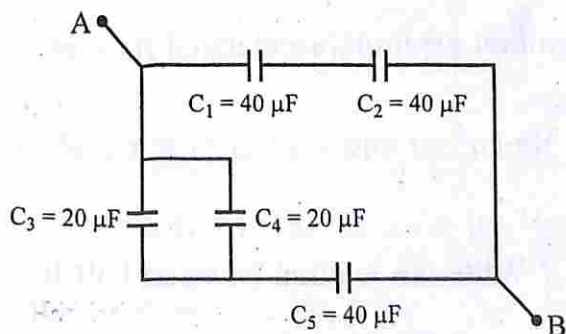 A
C₁ = 40 μF
C₂ = 40 μF
C₃ = 20 μF
C₄ = 20 μF
C₅ = 40 μF
B